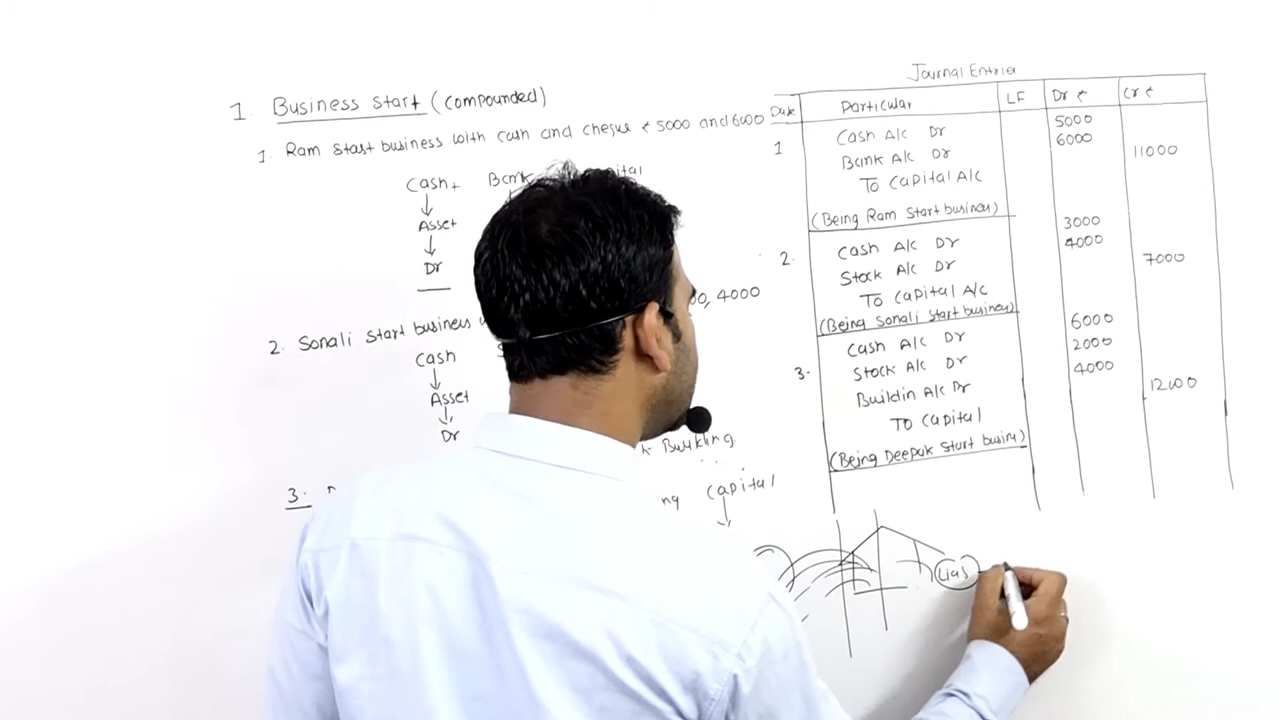 1. Business start (compounded)
1. Ram start business with cash and cheque ₹ 5000 and 6000
Cash +
Bank
Asset
Dr
2. Sonali start business
00, 4000
Cash
Asset
Dr
Building
3.
ng Capital
Journal Entries
Date Particular LF Dr ₹ Cr ₹
1 Cash A/c Dr 5000
Bank A/c Dr 6000
To Capital A/c 11000
(Being Ram start business)
2. Cash A/c Dr 3000
Stock A/c Dr 4000
To Capital A/c 7000
(Being Sonali start business)
3. Cash A/c Dr 6000
Stock A/c Dr 2000
Buildin A/c Dr 4000
To Capital 12000
(Being Deepak start busine)